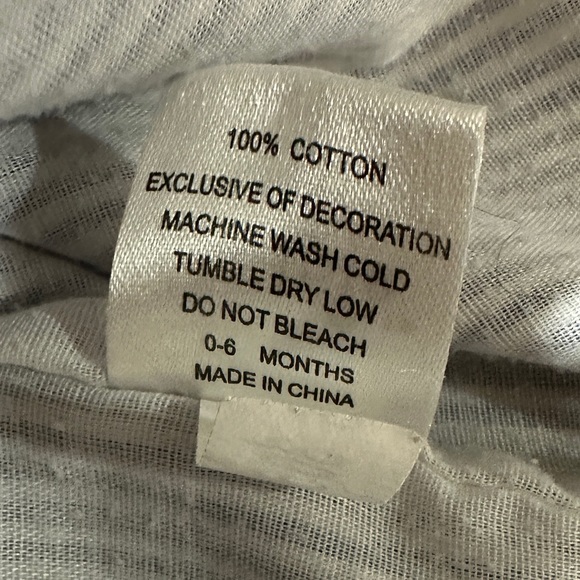 100% COTTON
EXCLUSIVE OF DECORATION
MACHINE WASH COLD
TUMBLE DRY LOW
DO NOT BLEACH
0-6 MONTHS
MADE IN CHINA